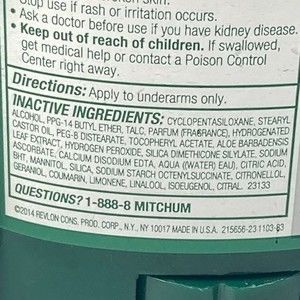 Stop use if rash or irritation occurs.
• Ask a doctor before use if you have kidney disease.
• Keep out of reach of children. If swallowed,
get medical help or contact a Poison Control
Center right away.
Directions: Apply to underarms only.
INACTIVE INGREDIENTS: CYCLOPENTASILOXANE, STEARYL
ALCOHOL, PPG-14 BUTYL ETHER, TALC, PARFUM (FRAGRANCE), HYDROGENATED
CASTOR OIL, PEG-8 DISTEARATE, TOCOPHERYL ACETATE, ALOE BARBADENSIS
LEAF EXTRACT, HYDROGEN PEROXIDE, SILICA DIMETHICONE SILYLATE, SODIUM
ASCORBATE, CALCIUM DISODIUM EDTA, AQUA ((WATER) EAU), CITRIC ACID,
BHT, MANNITOL, SILICA, SODIUM STARCH OCTENYLSUCCINATE, CITRONELLOL,
GERANIOL, COUMARIN, LIMONENE, LINALOOL, ISOEUGENOL, CITRAL. 23133
QUESTIONS? 1-888-8 MITCHUM
©2014 REVLON CONS. PROD. CORP., N.Y., NY 10017 MADE IN U.S.A. 215656-23 1103-83